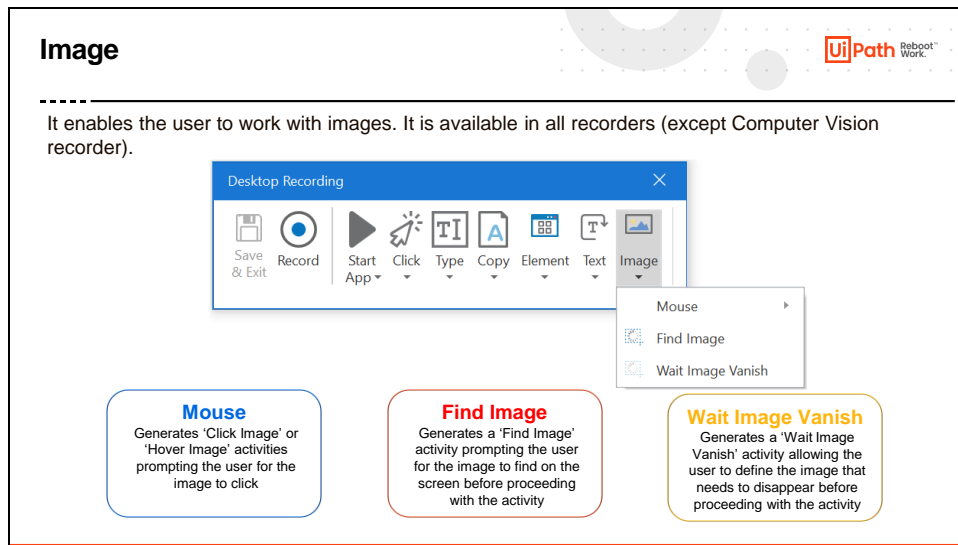 Image
UiPath Reboot™
Work.
It enables the user to work with images. It is available in all recorders (except Computer Vision
recorder).
Desktop Recording
Save
& Exit
Record
Start
App
Click
Type
Copy
Element
Text
Image
Mouse
Find Image
Wait Image Vanish
Mouse
Generates ‘Click Image’ or
‘Hover Image’ activities
prompting the user for the
image to click
Find Image
Generates a ‘Find Image’
activity prompting the user
for the image to find on the
screen before proceeding
with the activity
Wait Image Vanish
Generates a ‘Wait Image
Vanish’ activity allowing the
user to define the image that
needs to disappear before
proceeding with the activity